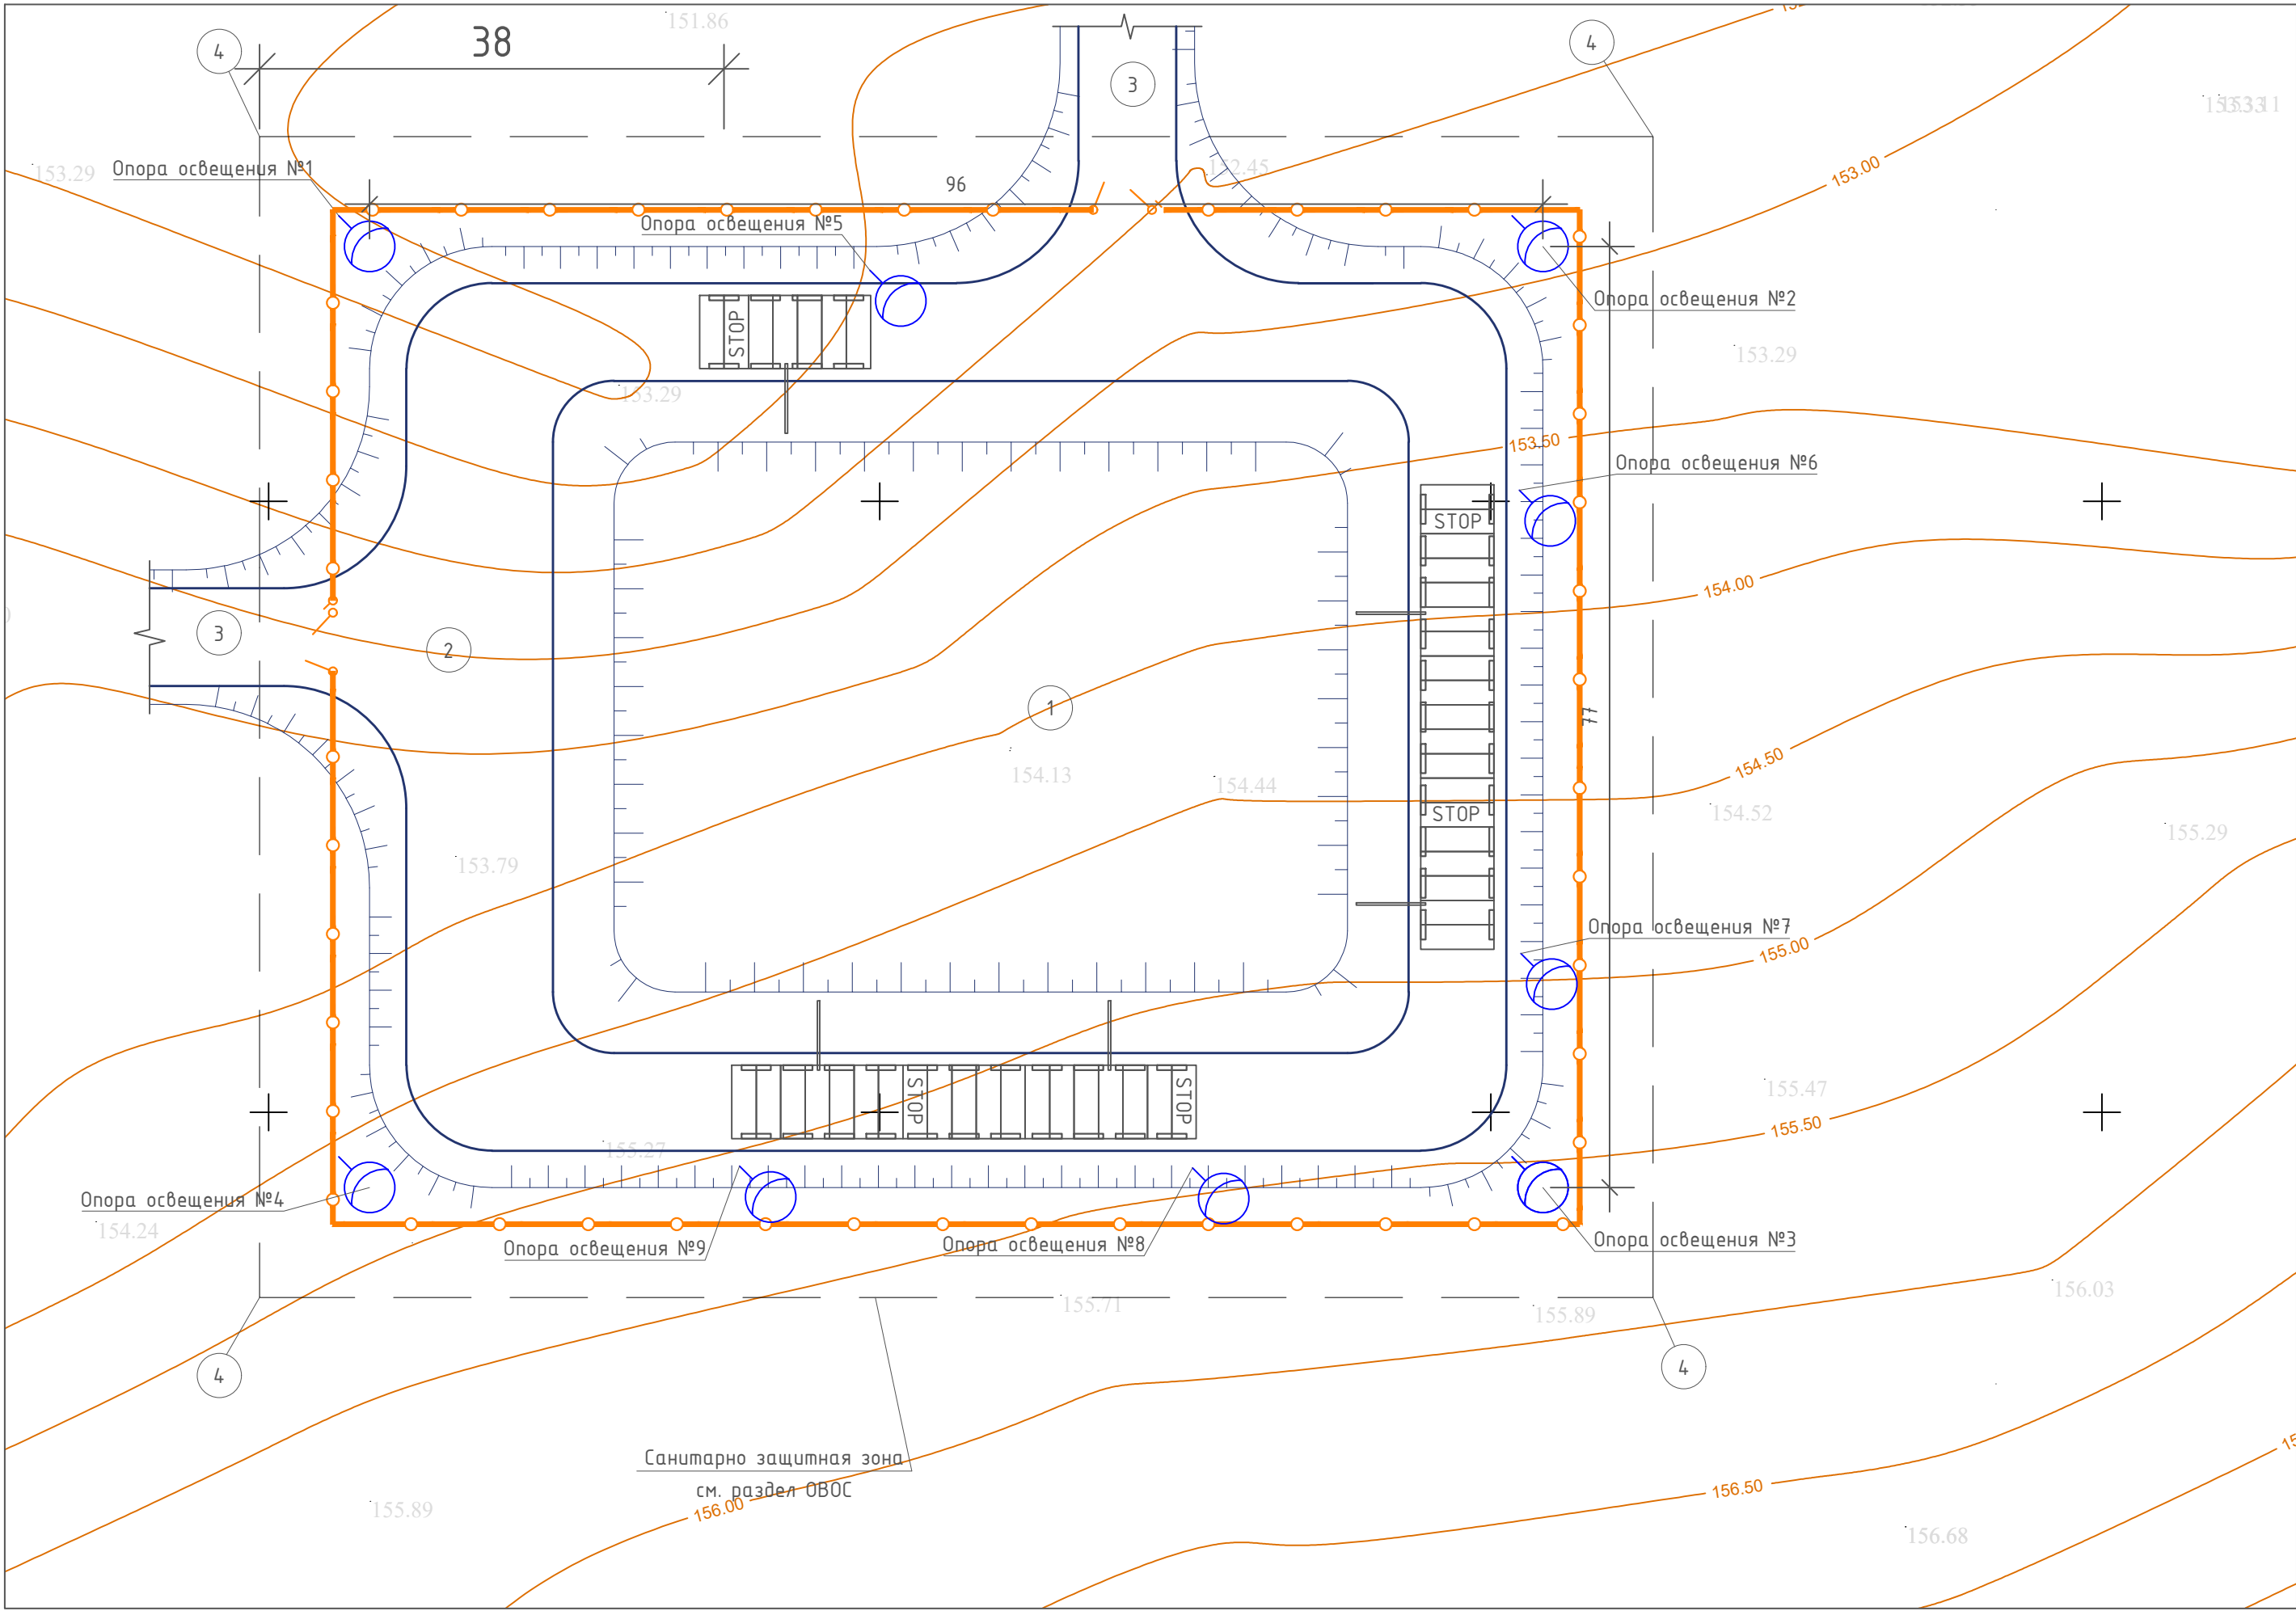 151.86
38
4
4
3
153.11
153.00
153.29
Опора освещения №1
152.45
96
Опора освещения №5
Опора освещения №2
STOP
153.29
153.29
153.50
Опора освещения №6
STOP
154.00
3
2
1
77
154.50
154.13
154.44
STOP
154.52
155.29
153.79
Опора освещения №7
155.00
STOP
STOP
155.47
155.50
155.27
Опора освещения №4
154.24
Опора освещения №9
Опора освещения №8
Опора освещения №3
156.03
155.71
155.89
4
4
Санитарно защитная зона
см. раздел ОВОС
156.00
155.89
156.50
156.68